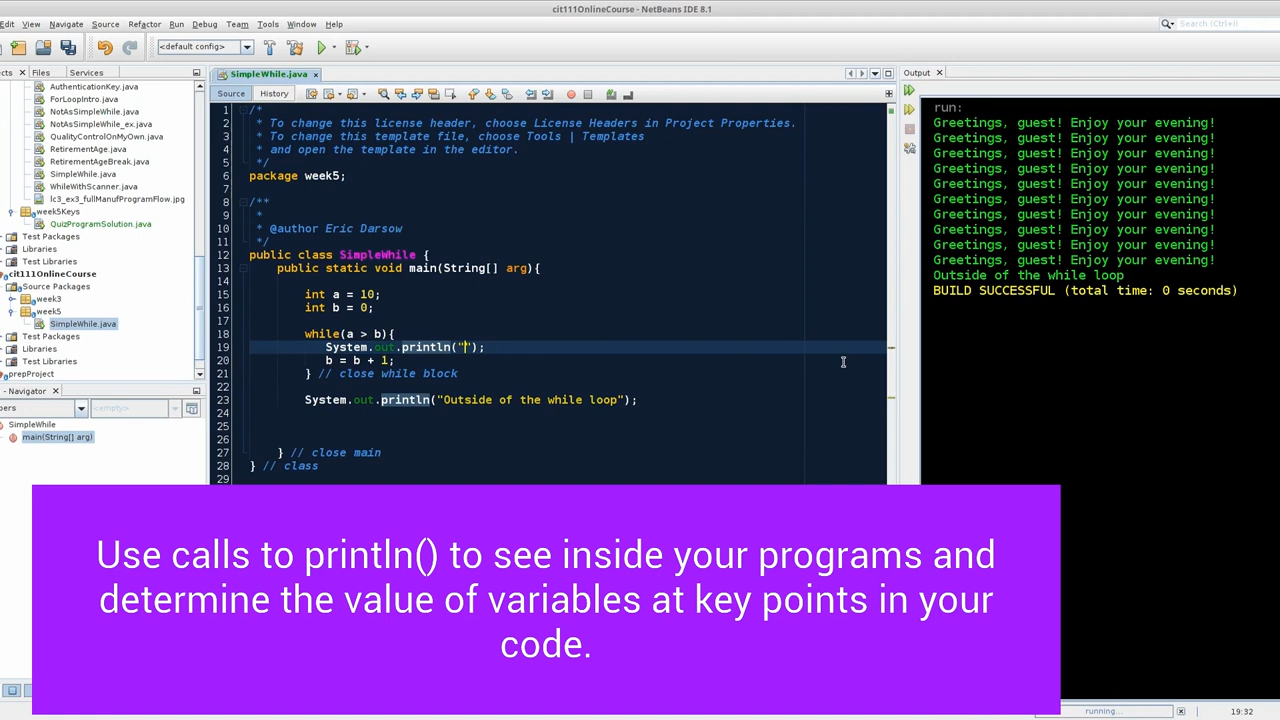 cit111OnlineCourse - NetBeans IDE 8.1
Edit View Navigate Source Refactor Run Debug Team Tools Window Help
Search (Ctrl+I)
<default config>
Files Services
AuthenticationKey.java
ForLoopIntro.java
NotAsSimpleWhile.java
NotAsSimpleWhile_ex.java
QualityControlOnMyOwn.java
RetirementAge.java
RetirementAgeBreak.java
SimpleWhile.java
WhileWithScanner.java
lc3_ex3_fullManufProgramFlow.jpg
week5Keys
QuizProgramSolution.java
Test Packages
Libraries
Test Libraries
cit111OnlineCourse
Source Packages
week3
week5
SimpleWhile.java
Test Packages
Libraries
Test Libraries
prepProject
- Navigator
<empty>
SimpleWhile
main(String[] arg)
SimpleWhile.java
Source History
1 /*
2 * To change this license header, choose License Headers in Project Properties.
3 * To change this template file, choose Tools | Templates
4 * and open the template in the editor.
5 */
6 package week5;
7
8 /**
9 *
10 * @author Eric Darsow
11 */
12 public class SimpleWhile {
13 public static void main(String[] arg){
14
15 int a = 10;
16 int b = 0;
17
18 while(a > b){
19 System.out.println("");
20 b = b + 1;
21 } // close while block
22
23 System.out.println("Outside of the while loop");
24
25
26
27 } // close main
28 } // class
29
Output
run:
Greetings, guest! Enjoy your evening!
Greetings, guest! Enjoy your evening!
Greetings, guest! Enjoy your evening!
Greetings, guest! Enjoy your evening!
Greetings, guest! Enjoy your evening!
Greetings, guest! Enjoy your evening!
Greetings, guest! Enjoy your evening!
Greetings, guest! Enjoy your evening!
Greetings, guest! Enjoy your evening!
Greetings, guest! Enjoy your evening!
Outside of the while loop
BUILD SUCCESSFUL (total time: 0 seconds)
Use calls to println() to see inside your programs and
determine the value of variables at key points in your
code.
running...
19:32